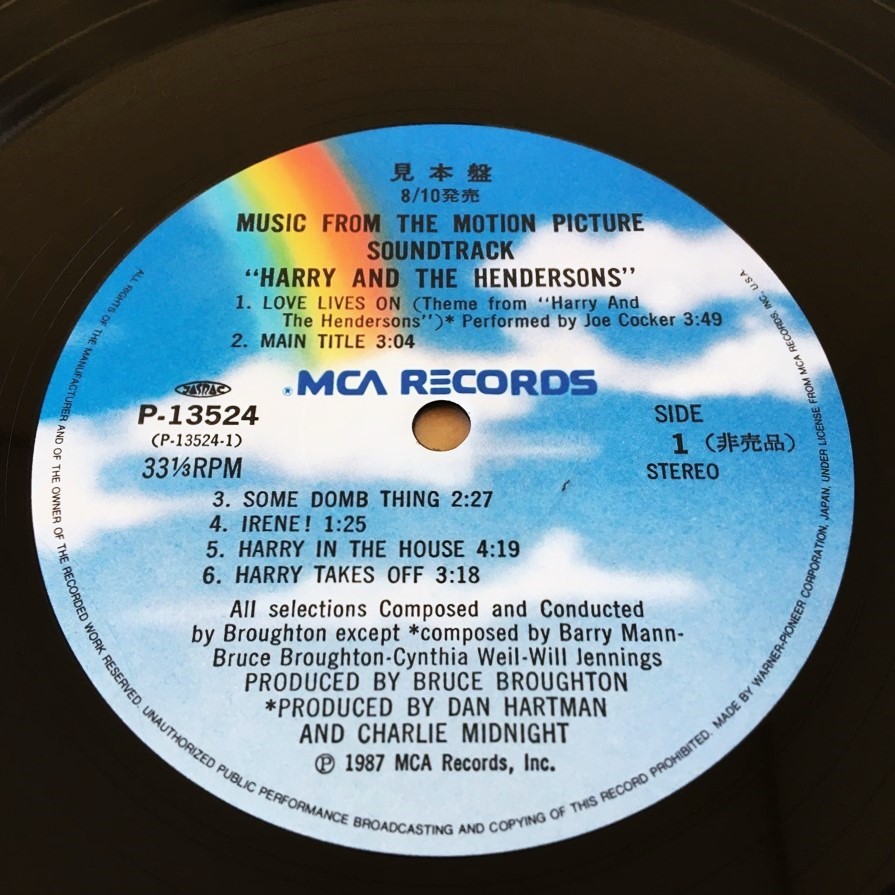 見本盤
8/10発売
MUSIC FROM THE MOTION PICTURE
SOUNDTRACK
"HARRY AND THE HENDERSONS"
1. LOVE LIVES ON (Theme from "Harry And
The Hendersons")* Performed by Joe Cocker 3:49
2. MAIN TITLE 3:04
MCA RECORDS
JASRAC
P-13524
(P-13524-1)
33⅓RPM
SIDE
1 (非売品)
STEREO
3. SOME DOMB THING 2:27
4. IRENE! 1:25
5. HARRY IN THE HOUSE 4:19
6. HARRY TAKES OFF 3:18
All selections Composed and Conducted
by Broughton except *composed by Barry Mann-
Bruce Broughton-Cynthia Weil-Will Jennings
PRODUCED BY BRUCE BROUGHTON
*PRODUCED BY DAN HARTMAN
AND CHARLIE MIDNIGHT
Ⓟ 1987 MCA Records, Inc.
ALL RIGHTS OF THE MANUFACTURER AND OF THE OWNER OF THE RECORDED WORK RESERVED. UNAUTHORIZED PUBLIC PERFORMANCE BROADCASTING AND COPYING OF THIS RECORD PROHIBITED. MADE BY WARNER-PIONEER CORPORATION, JAPAN, UNDER LICENSE FROM MCA RECORDS, INC., U.S.A.